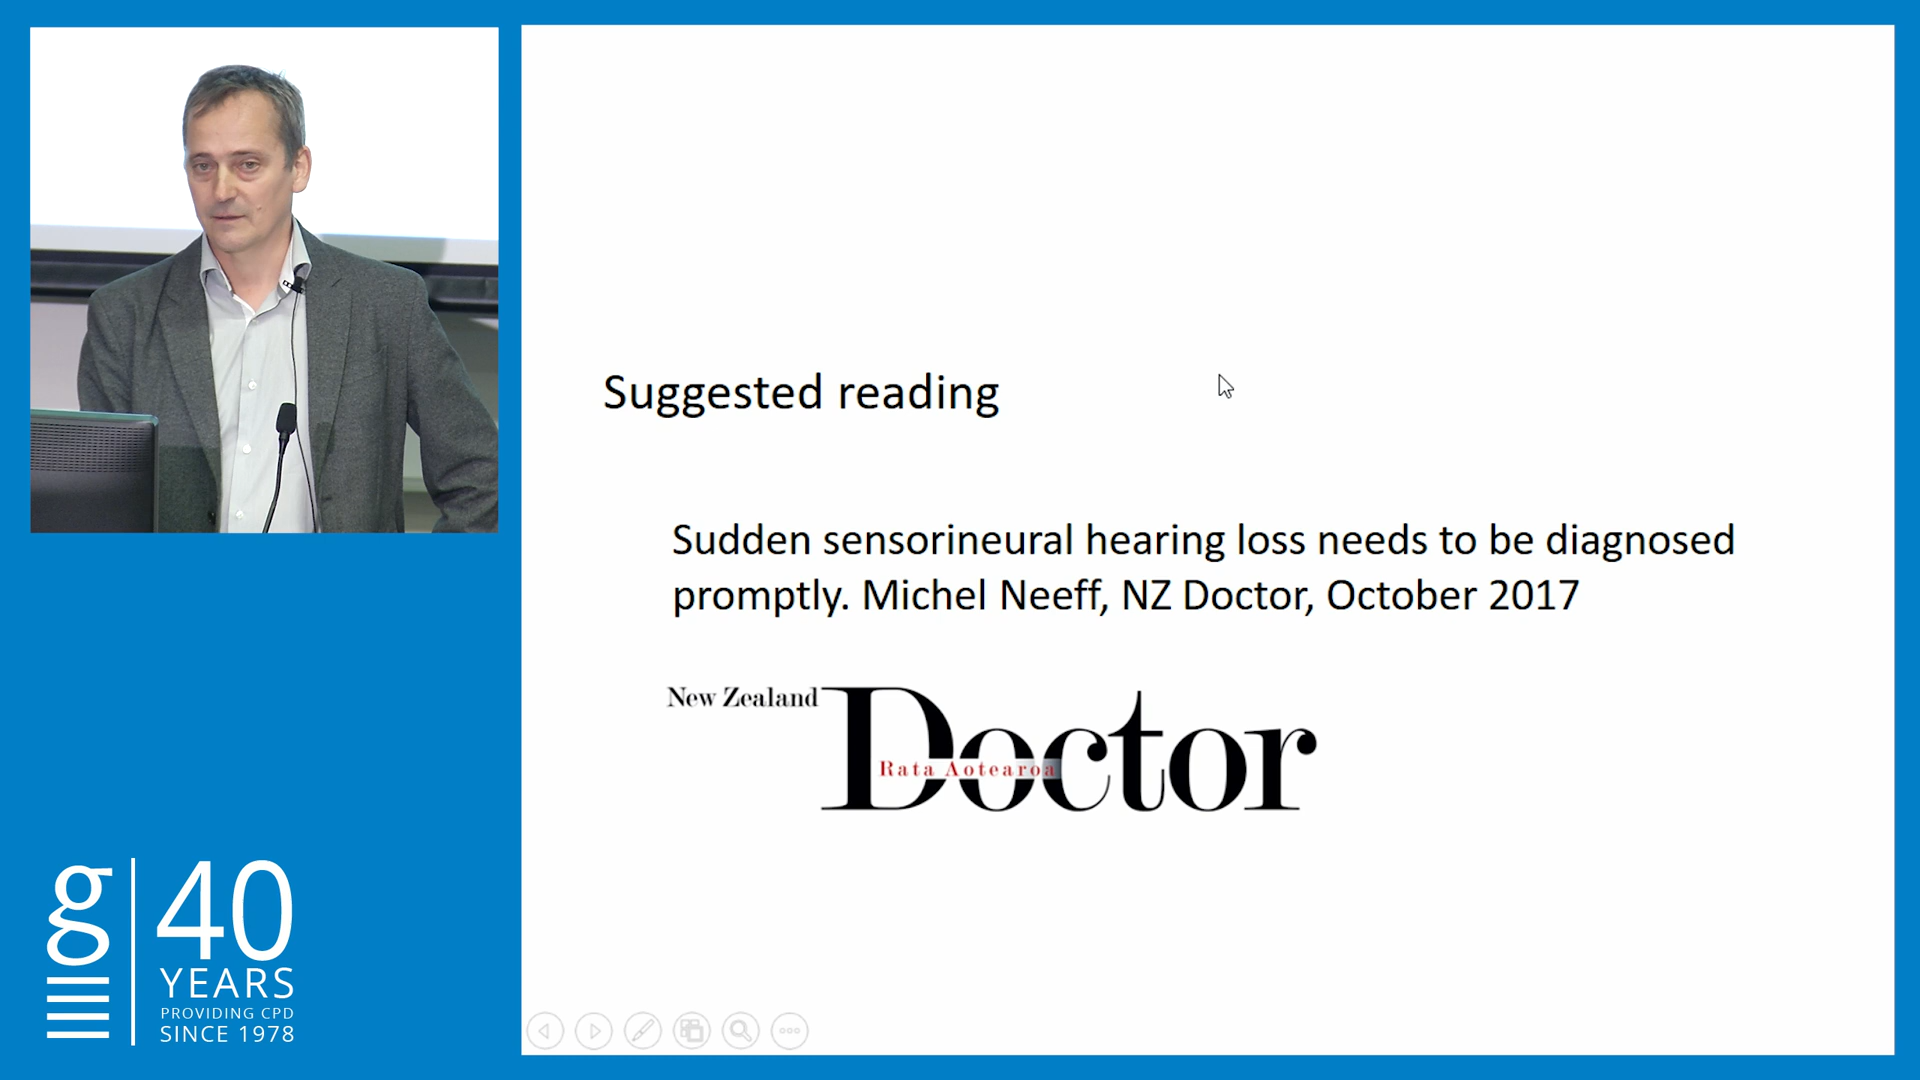 Suggested reading
Sudden sensorineural hearing loss needs to be diagnosed
promptly. Michel Neeff, NZ Doctor, October 2017
New Zealand
Doctor
Rata Aotearoa
g
40
YEARS
PROVIDING CPD
SINCE 1978